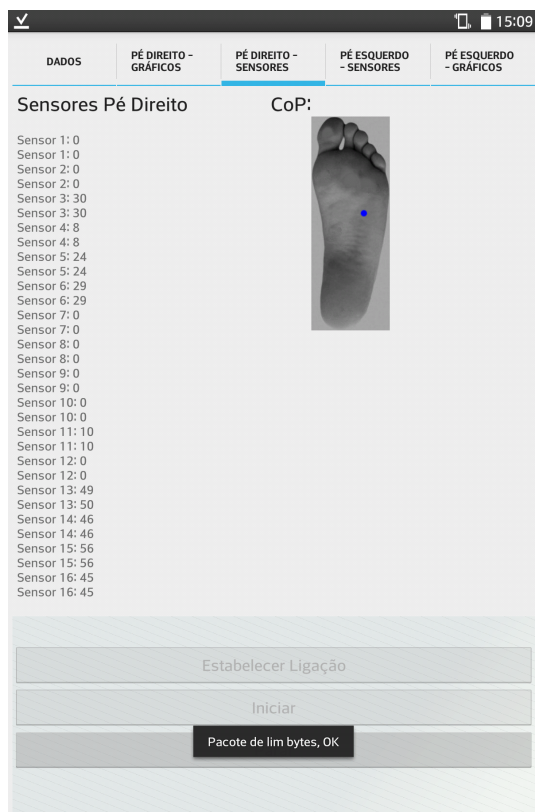 15:09
DADOS
PÉ DIREITO -
GRÁFICOS
PÉ DIREITO -
SENSORES
PÉ ESQUERDO
- SENSORES
PÉ ESQUERDO
- GRÁFICOS
Sensores Pé Direito
CoP:
Sensor 1: 0
Sensor 1: 0
Sensor 2: 0
Sensor 2: 0
Sensor 3: 30
Sensor 3: 30
Sensor 4: 8
Sensor 4: 8
Sensor 5: 24
Sensor 5: 24
Sensor 6: 29
Sensor 6: 29
Sensor 7: 0
Sensor 7: 0
Sensor 8: 0
Sensor 8: 0
Sensor 9: 0
Sensor 9: 0
Sensor 10: 0
Sensor 10: 0
Sensor 11: 10
Sensor 11: 10
Sensor 12: 0
Sensor 12: 0
Sensor 13: 49
Sensor 13: 50
Sensor 14: 46
Sensor 14: 46
Sensor 15: 56
Sensor 15: 56
Sensor 16: 45
Sensor 16: 45
Estabelecer Ligação
Iniciar
Pacote de lim bytes, OK